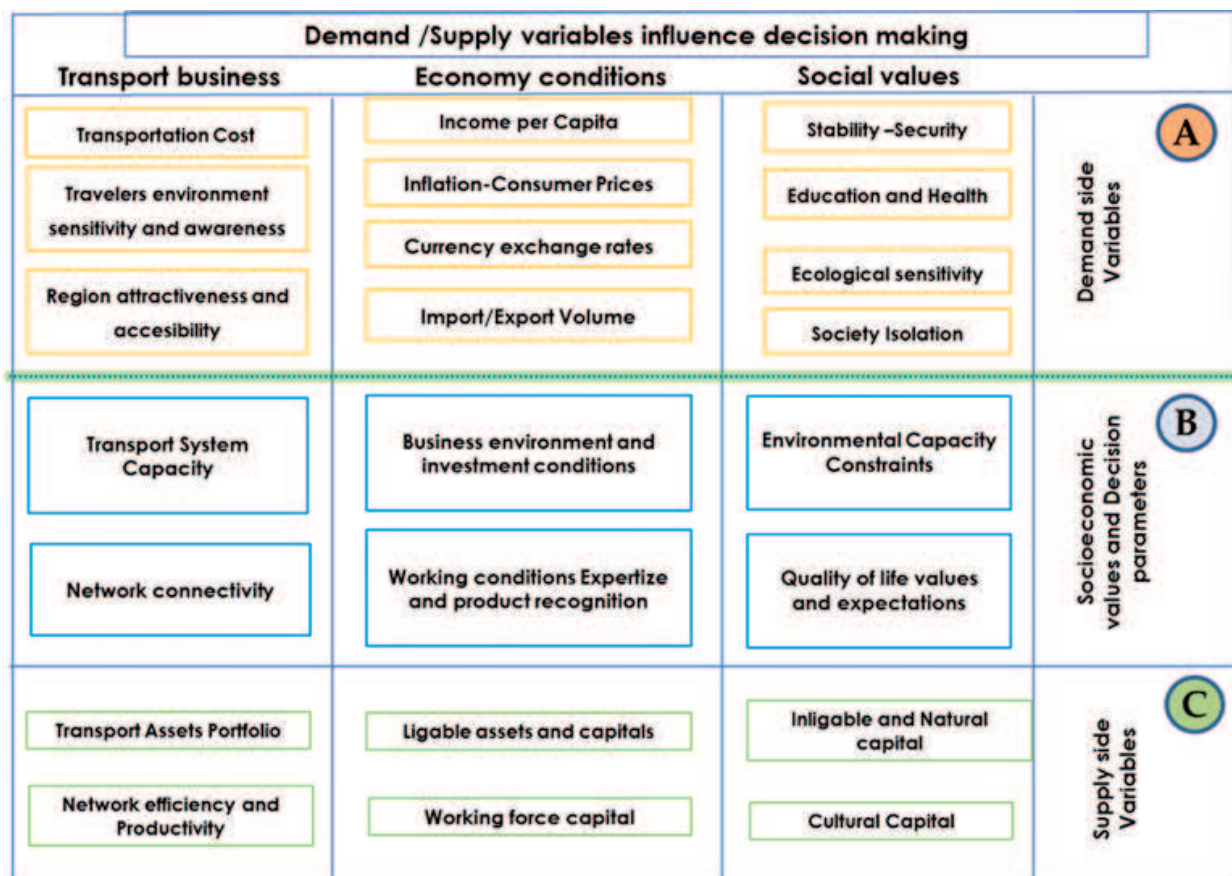 Demand /Supply variables influence decision making
Transport business
Economy conditions
Social values
Transportation Cost
Travelers environment
sensitivity and awareness
Region attractiveness and
accesibility
Income per Capita
Inflation-Consumer Prices
Currency exchange rates
Import/Export Volume
Stability –Security
Education and Health
Ecological sensitivity
Society Isolation
A
Demand side
Variables
Transport System
Capacity
Network connectivity
Business environment and
investment conditions
Working conditions Expertize
and product recognition
Environmental Capacity
Constraints
Quality of life values
and expectations
B
Socioeconomic
values and Decision
parameters
Transport Assets Portfolio
Network efficiency and
Productivity
Ligable assets and capitals
Working force capital
Inligable and Natural
capital
Cultural Capital
C
Supply side
Variables